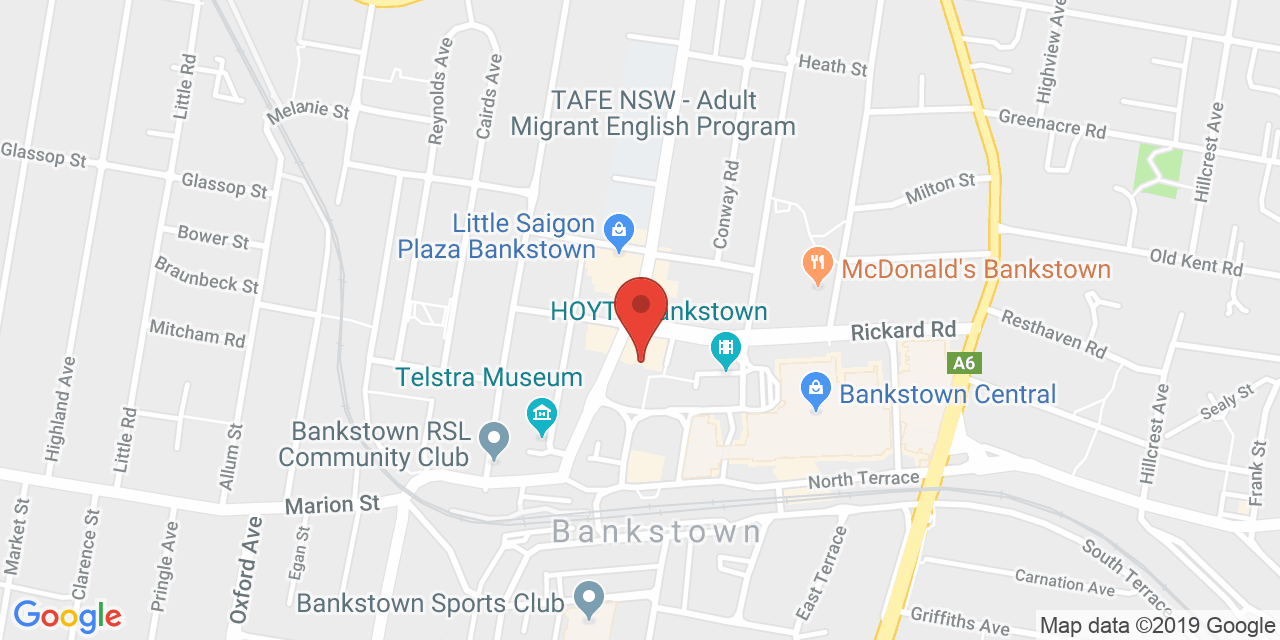 Heath St
TAFE NSW - Adult
Migrant English Program
Little Rd
Melanie St
Reynolds Ave
Cairds Ave
Highview Ave
Greenacre Rd
Hillcrest Ave
Glassop St
Glassop St
Conway Rd
Milton St
Little Saigon
Plaza Bankstown
Bower St
Braunbeck St
Old Kent Rd
McDonald's Bankstown
HOYT
ankstown
Mitcham Rd
Rickard Rd
Resthaven Rd
A6
Telstra Museum
Bankstown Central
Highland Ave
Little Rd
Allum St
Sealy St
Hillcrest Ave
Frank St
Bankstown RSL
Community Club
North Terrace
Marion St
Market St
Clarence St
Pringle Ave
Oxford Ave
Egan St
Bankstown
East Terrace
South Terrace
Carnation Ave
Bankstown Sports Club
Griffiths Ave
Google
Map data ©2019 Google